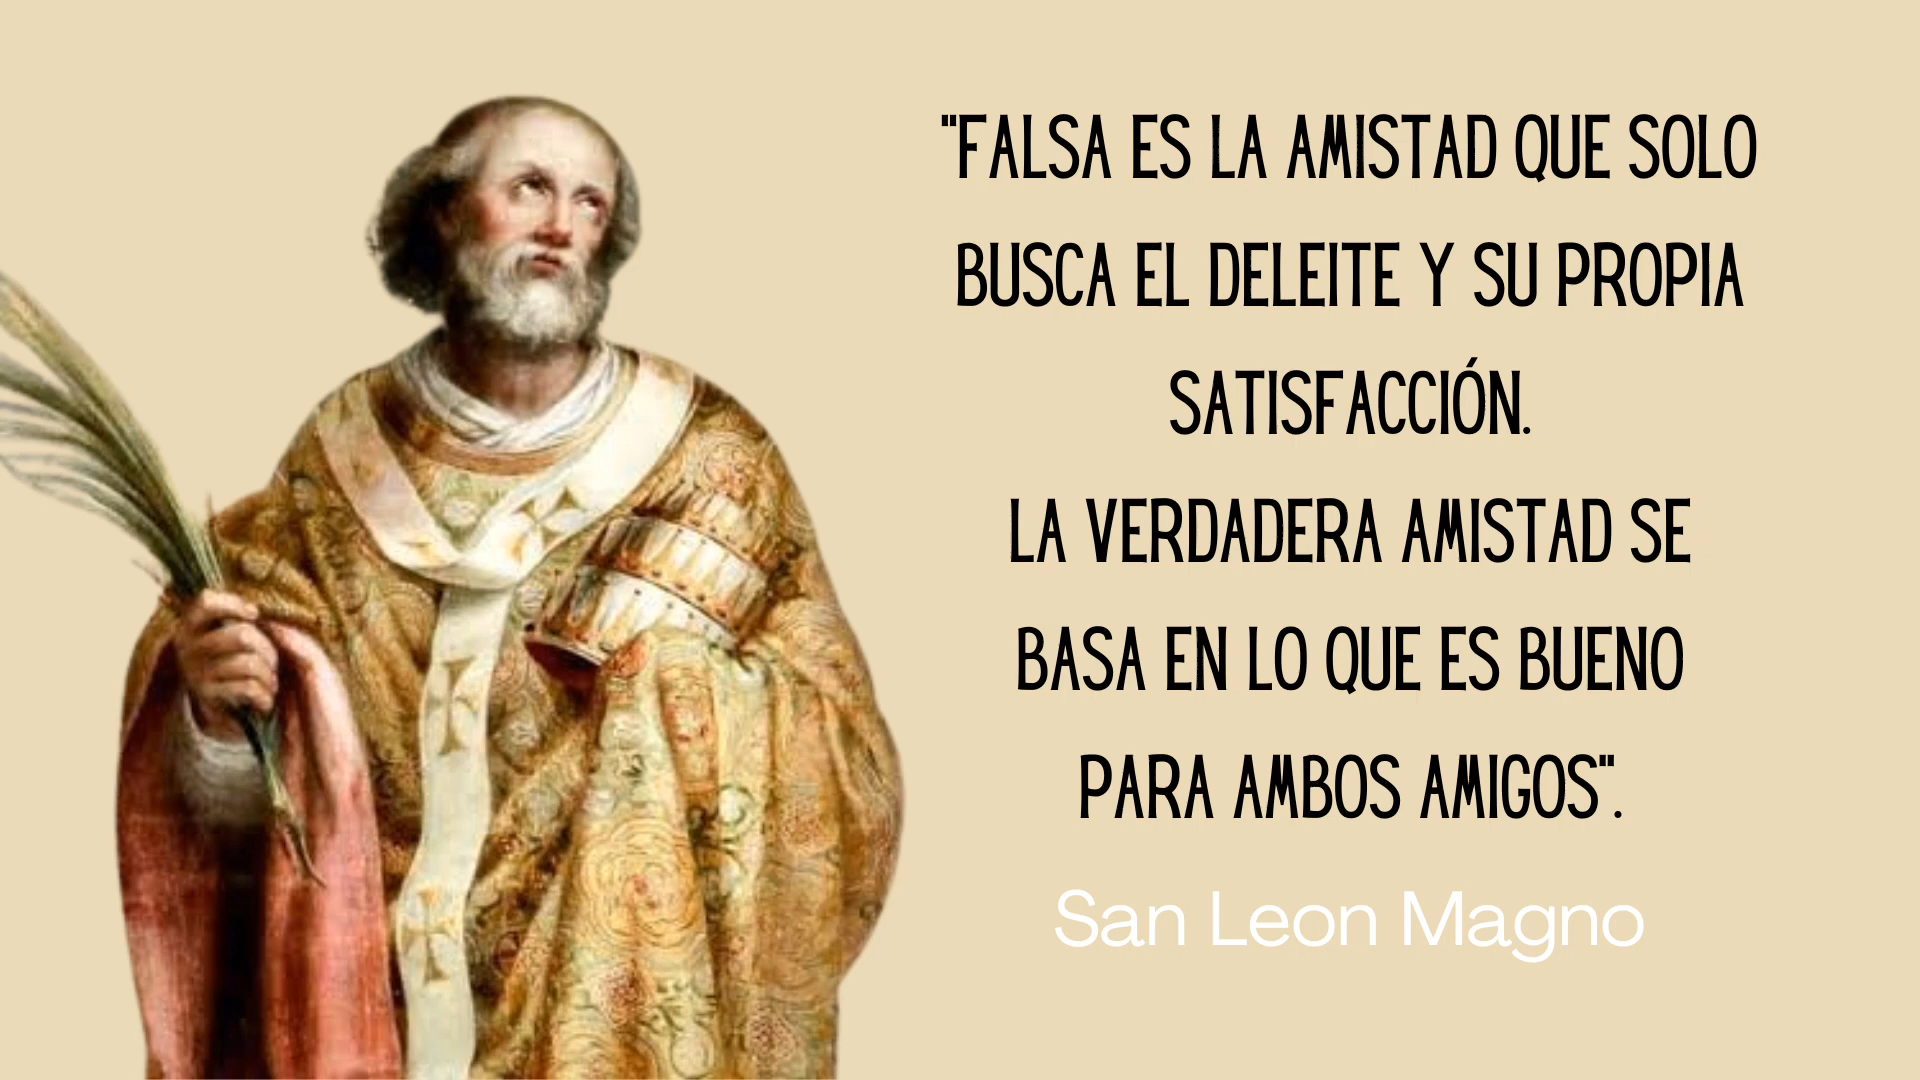 "FALSA ES LA AMISTAD QUE SOLO
BUSCA EL DELEITE Y SU PROPIA
SATISFACCIÓN.
LA VERDADERA AMISTAD SE
BASA EN LO QUE ES BUENO
PARA AMBOS AMIGOS".
San Leon Magno